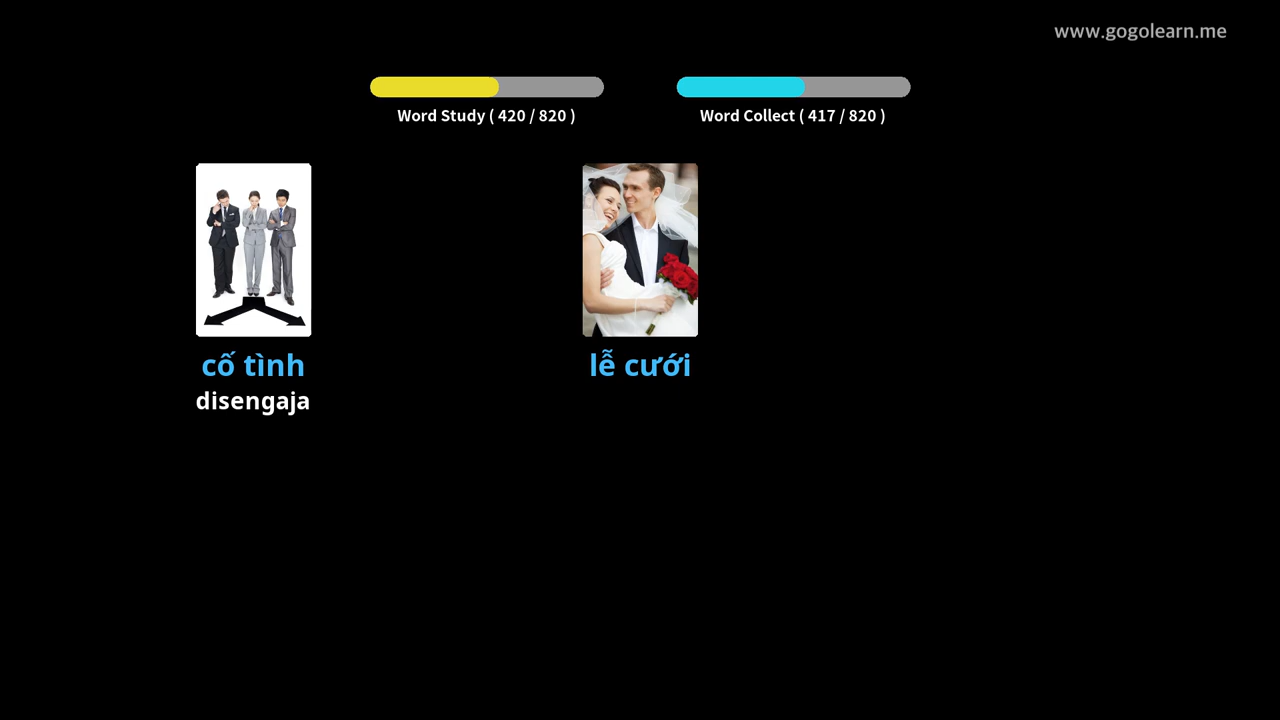 www.gogolearn.me
Word Study ( 420 / 820 )
Word Collect ( 417 / 820 )
cố tình
disengaja
lễ cưới